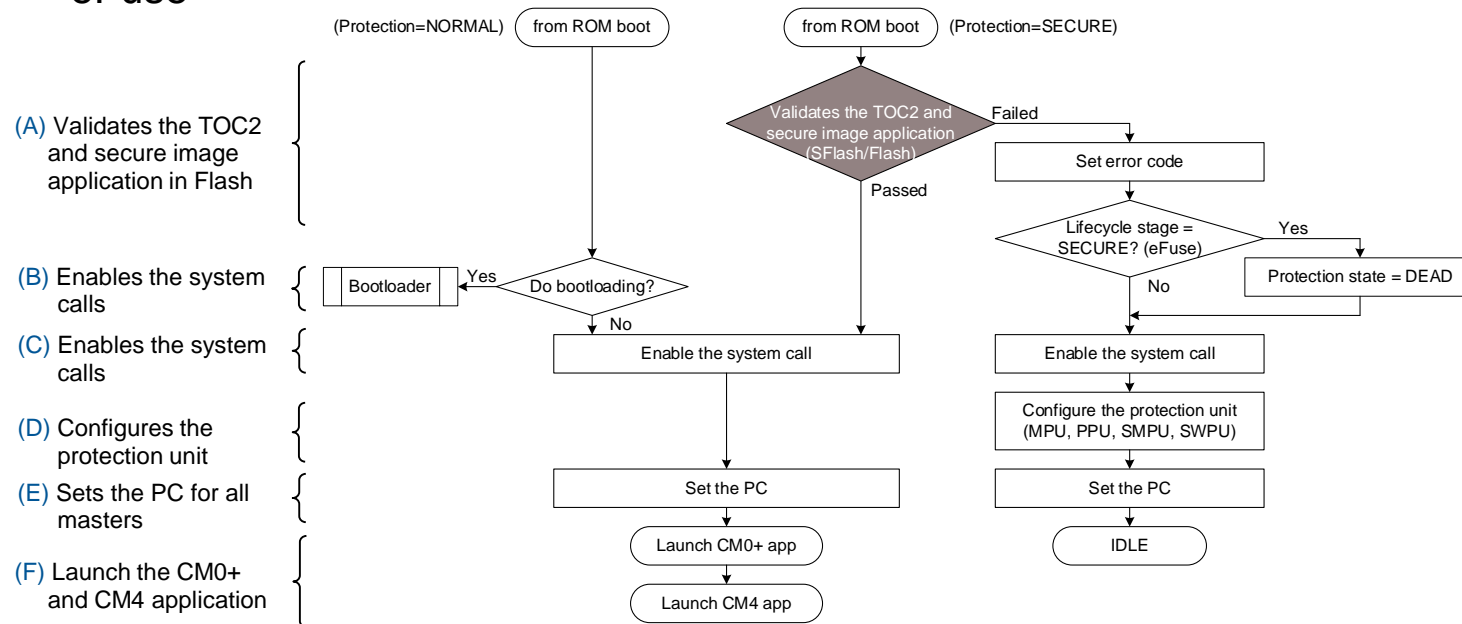 (Protection=NORMAL)
from ROM boot
from ROM boot
(Protection=SECURE)
(A) Validates the TOC2
and secure image
application in Flash
Validates the TOC2 and
secure image application
(SFlash/Flash)
Failed
Passed
Set error code
Lifecycle stage =
SECURE? (eFuse)
Yes
No
Protection state = DEAD
(B) Enables the system
calls
Bootloader
Yes
Do bootloading?
No
(C) Enables the system
calls
Enable the system call
Enable the system call
(D) Configures the
protection unit
Configure the protection unit
(MPU, PPU, SMPU, SWPU)
(E) Sets the PC for all
masters
Set the PC
Set the PC
(F) Launch the CM0+
and CM4 application
Launch CM0+ app
IDLE
Launch CM4 app